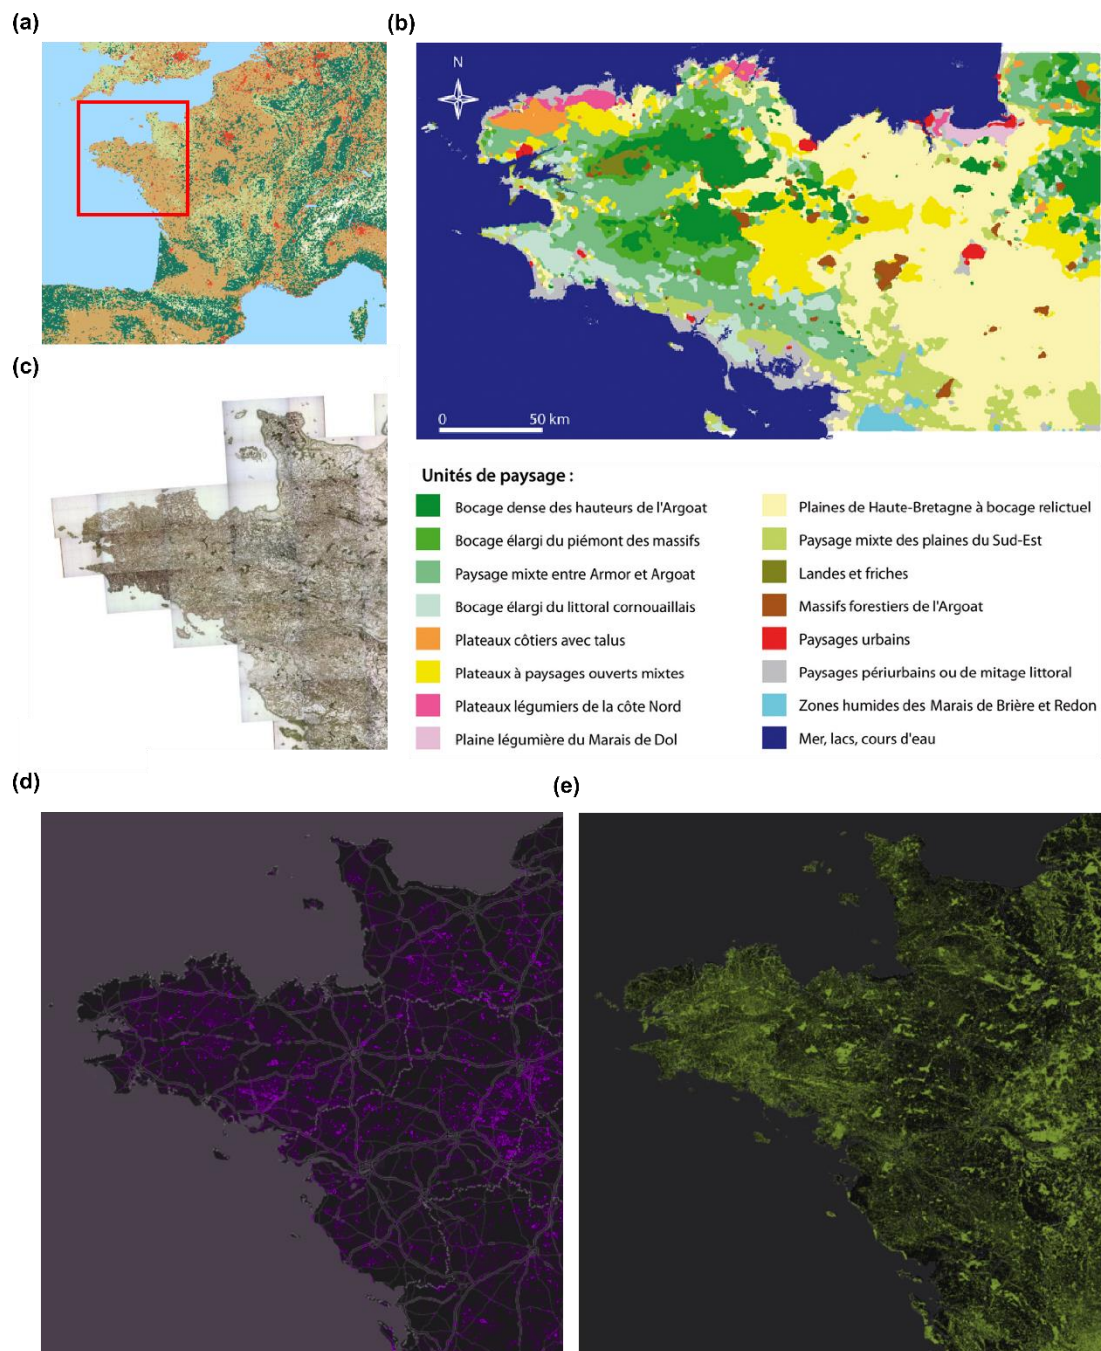 (a)
(b)
N
0 50 km
(c)
Unités de paysage :
Bocage dense des hauteurs de l'Argoat
Bocage élargi du piémont des massifs
Paysage mixte entre Armor et Argoat
Bocage élargi du littoral cornouaillais
Plateaux côtiers avec talus
Plateaux à paysages ouverts mixtes
Plateaux légumiers de la côte Nord
Plaine légumière du Marais de Dol
Plaines de Haute-Bretagne à bocage relictuel
Paysage mixte des plaines du Sud-Est
Landes et friches
Massifs forestiers de l'Argoat
Paysages urbains
Paysages périurbains ou de mitage littoral
Zones humides des Marais de Brière et Redon
Mer, lacs, cours d'eau
(d)
(e)